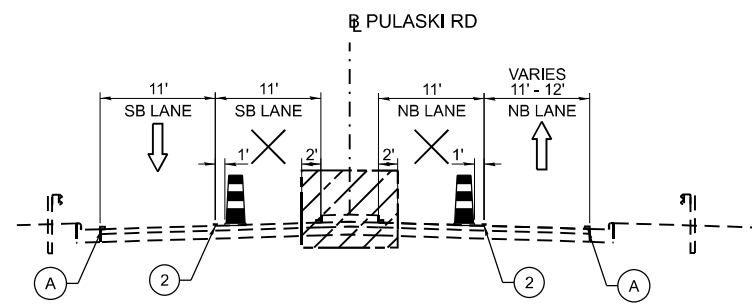 ℄ PULASKI RD
VARIES
11' 11' 11' 11' - 12'
SB LANE SB LANE NB LANE NB LANE
1' 2' 2' 1'
A 2 2 A